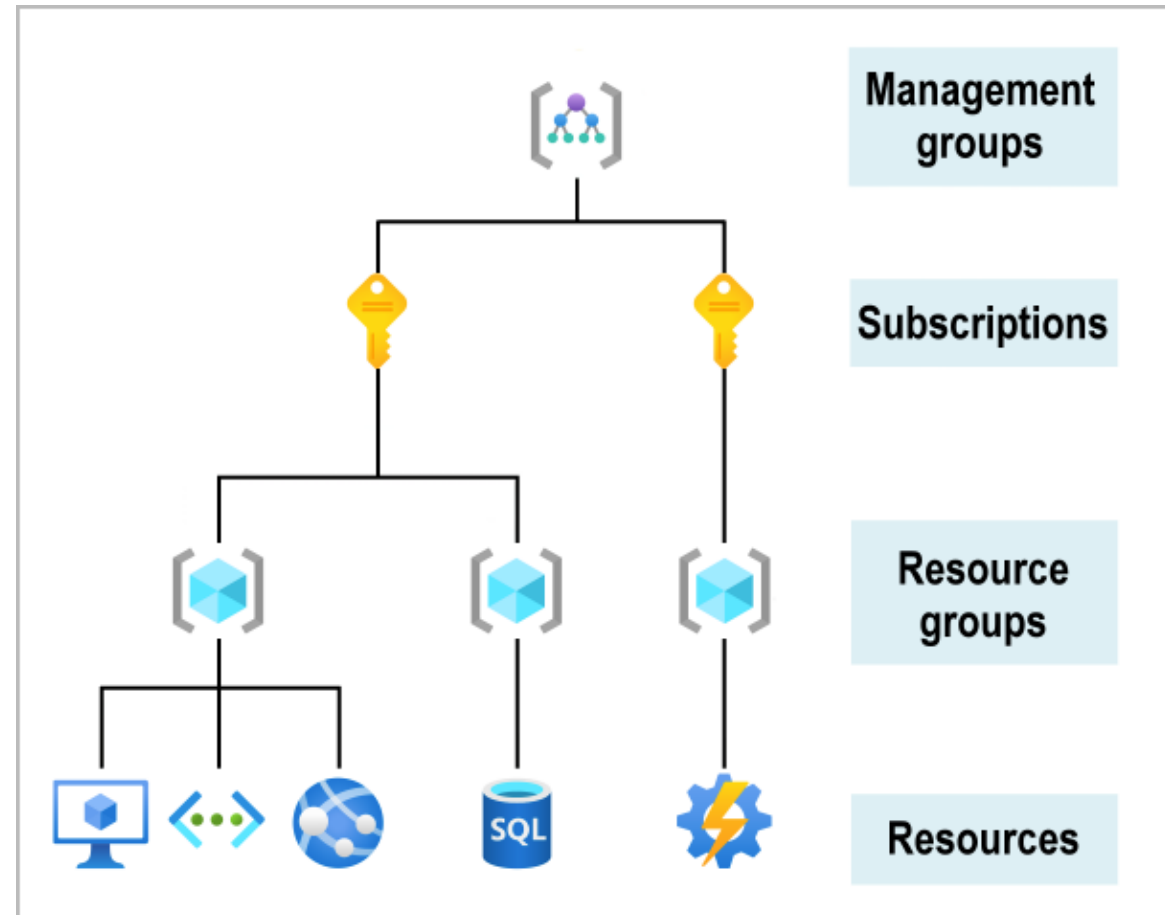 Management
groups
Subscriptions
Resource
groups
SQL
Resources